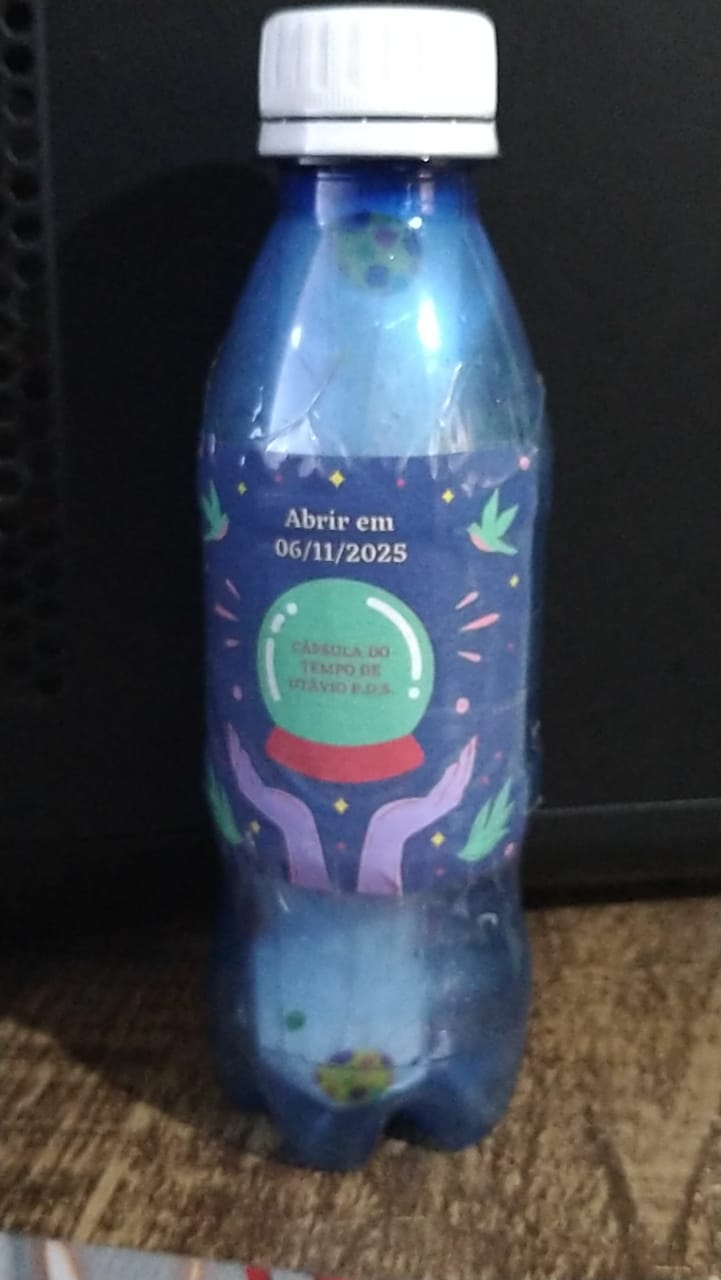 Abrir em
06/11/2025
CÁPSULA DO
TEMPO DE
OTÁVIO P.D.S.